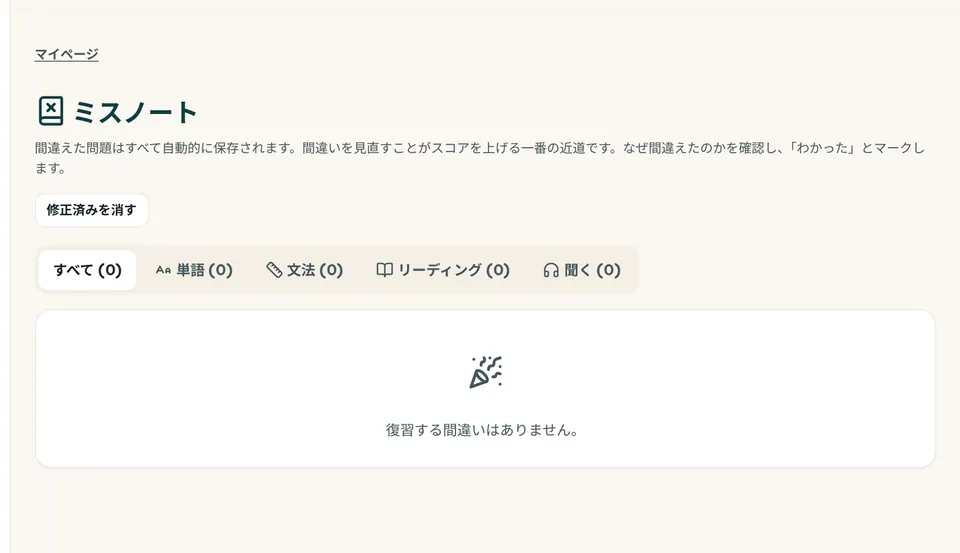 マイページ
ミスノート
間違えた問題はすべて自動的に保存されます。間違いを見直すことがスコアを上げる一番の近道です。なぜ間違えたのかを確認し、「わかった」とマークし
ます。
修正済みを消す
すべて (0) 単語 (0) 文法 (0) リーディング (0) 聞く (0)
復習する間違いはありません。